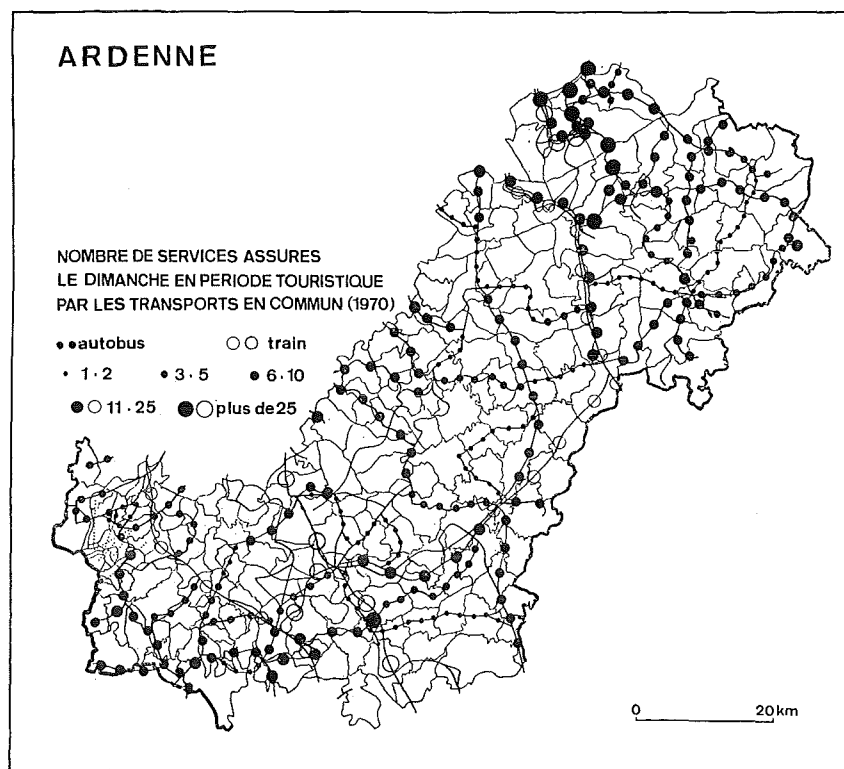 ARDENNE
NOMBRE DE SERVICES ASSURES
LE DIMANCHE EN PERIODE TOURISTIQUE
PAR LES TRANSPORTS EN COMMUN (1970)
autobus train
1·2 3·5 6·10
11·25 plus de 25
0 20 km